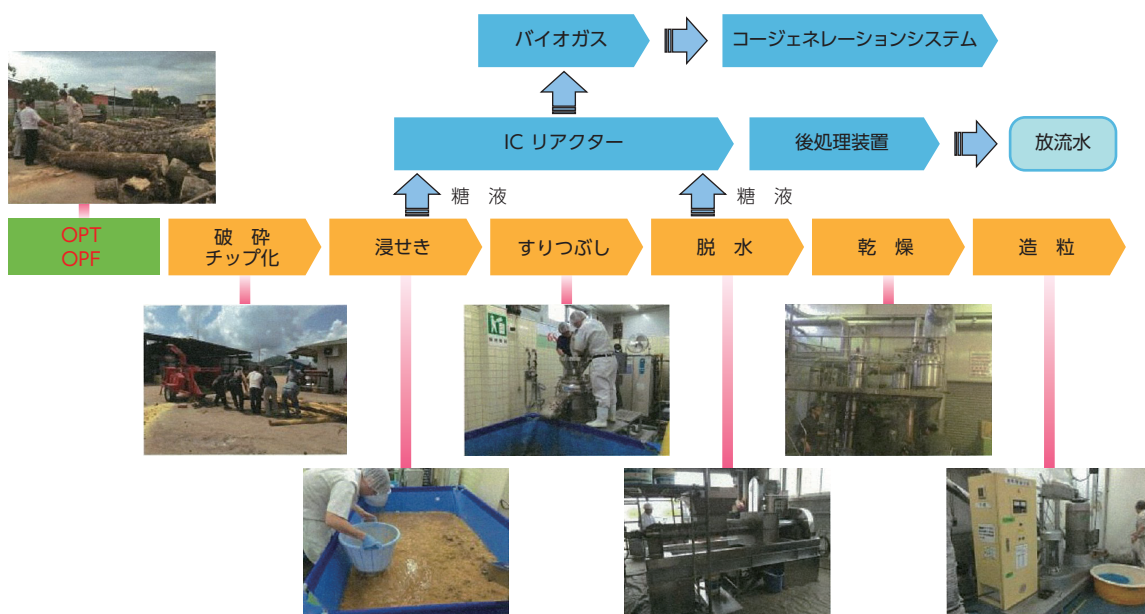 バイオガス
コージェネレーションシステム
IC リアクター
後処理装置
放流水
糖　液
糖　液
OPT
OPF
破　砕
チップ化
浸せき
すりつぶし
脱　水
乾　燥
造　粒